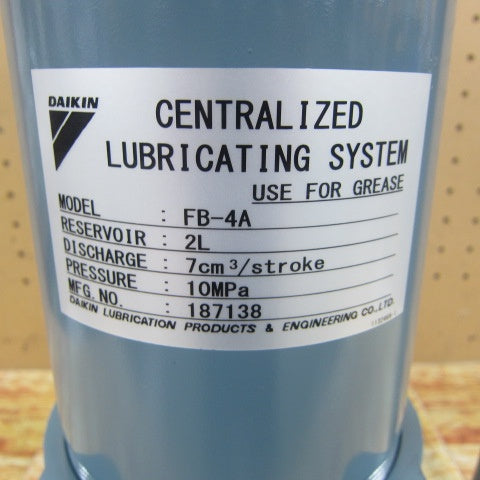 DAIKIN
CENTRALIZED
LUBRICATING SYSTEM
USE FOR GREASE
MODEL : FB-4A
RESERVOIR : 2L
DISCHARGE : 7cm³/stroke
PRESSURE : 10MPa
MFG.NO. : 187138
DAIKIN LUBRICATION PRODUCTS & ENGINEERING CO.,LTD.